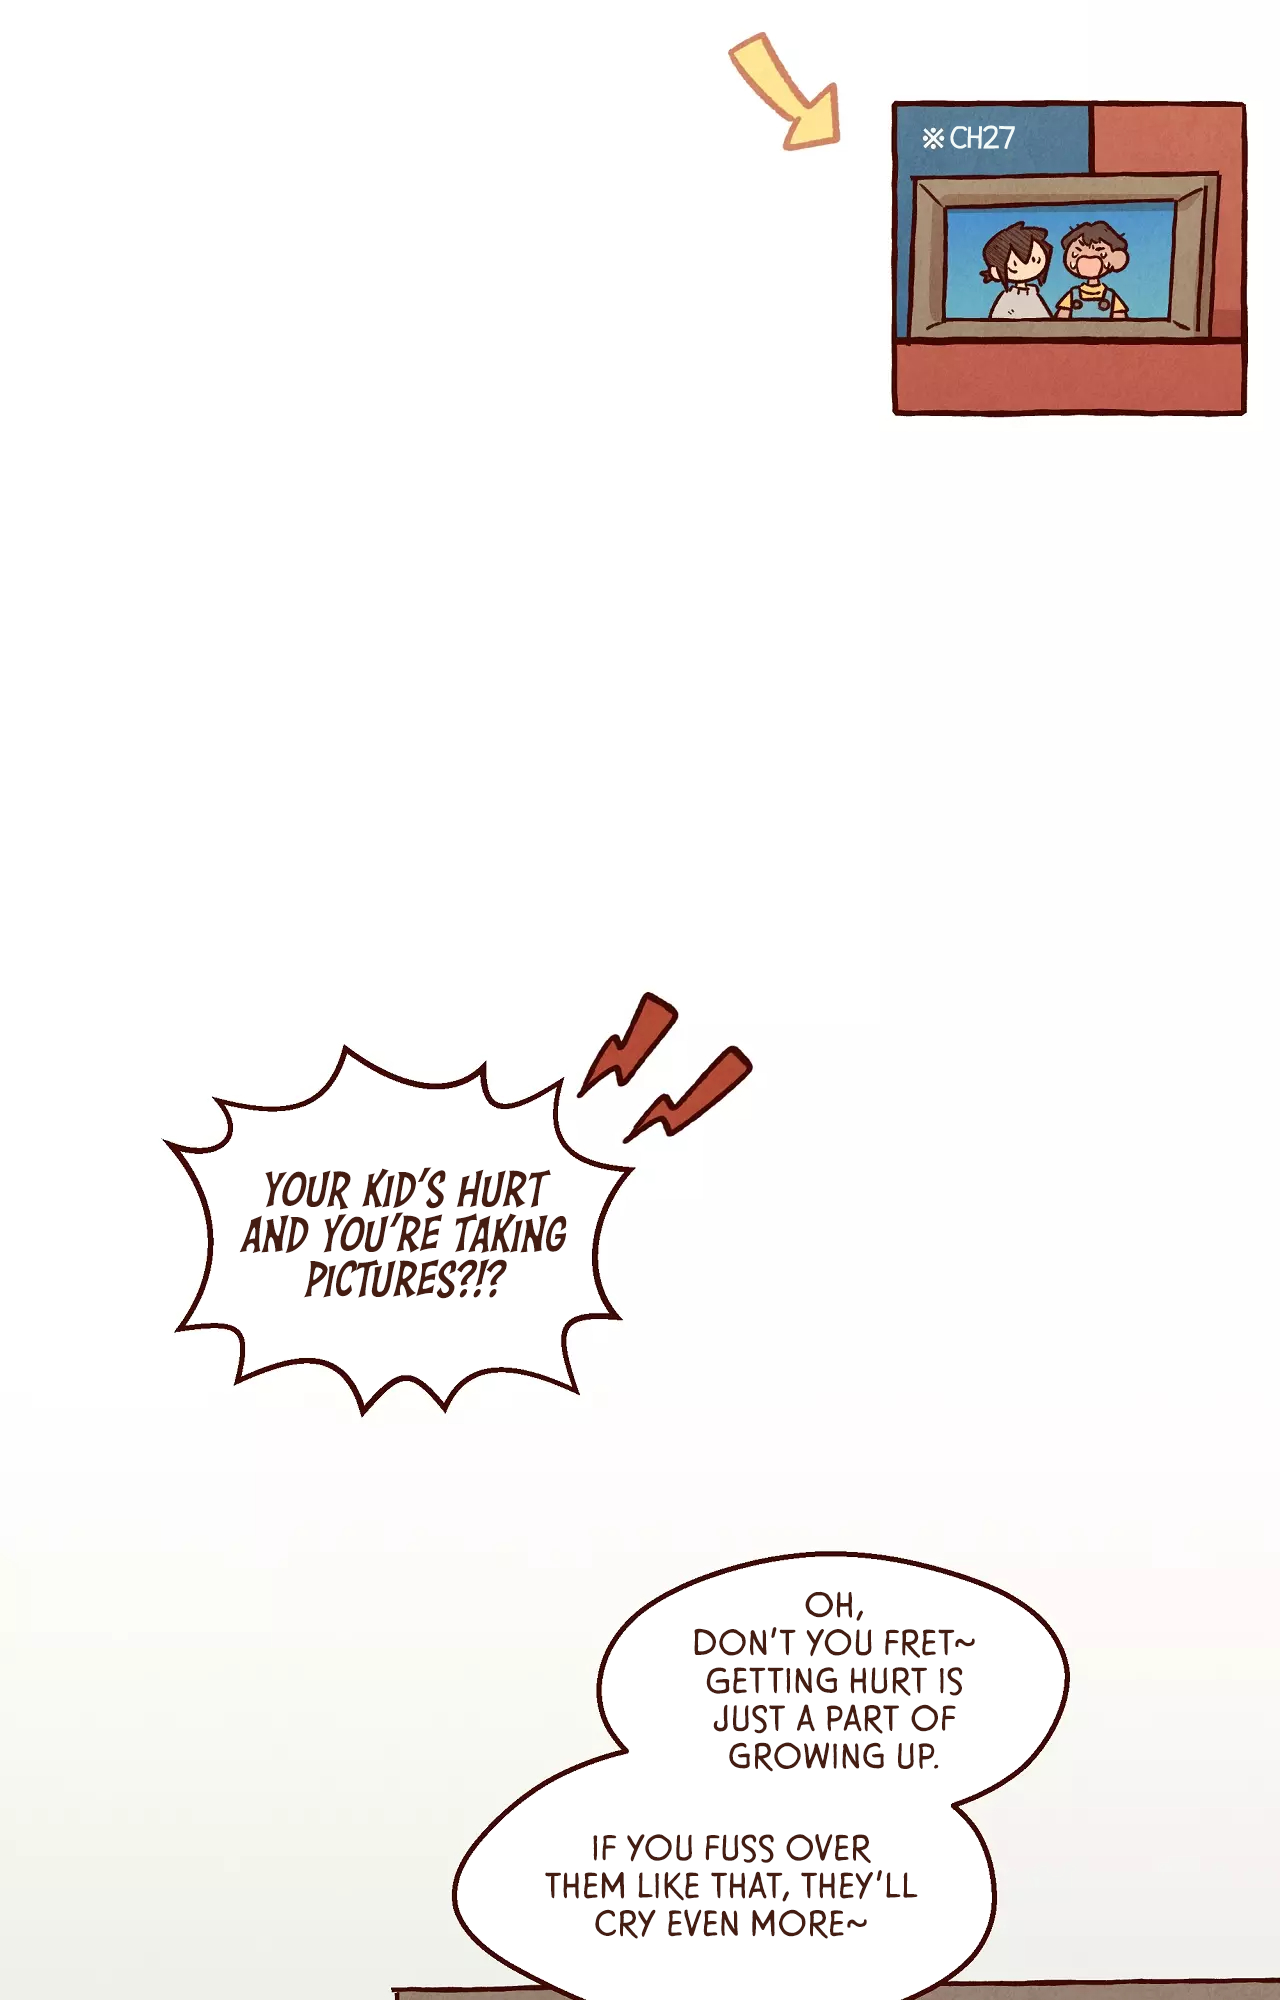 ※CH27
YOUR KID'S HURT
AND YOU'RE TAKING
PICTURES?!?
OH,
DON'T YOU FRET~
GETTING HURT IS
JUST A PART OF
GROWING UP.
IF YOU FUSS OVER
THEM LIKE THAT, THEY'LL
CRY EVEN MORE~